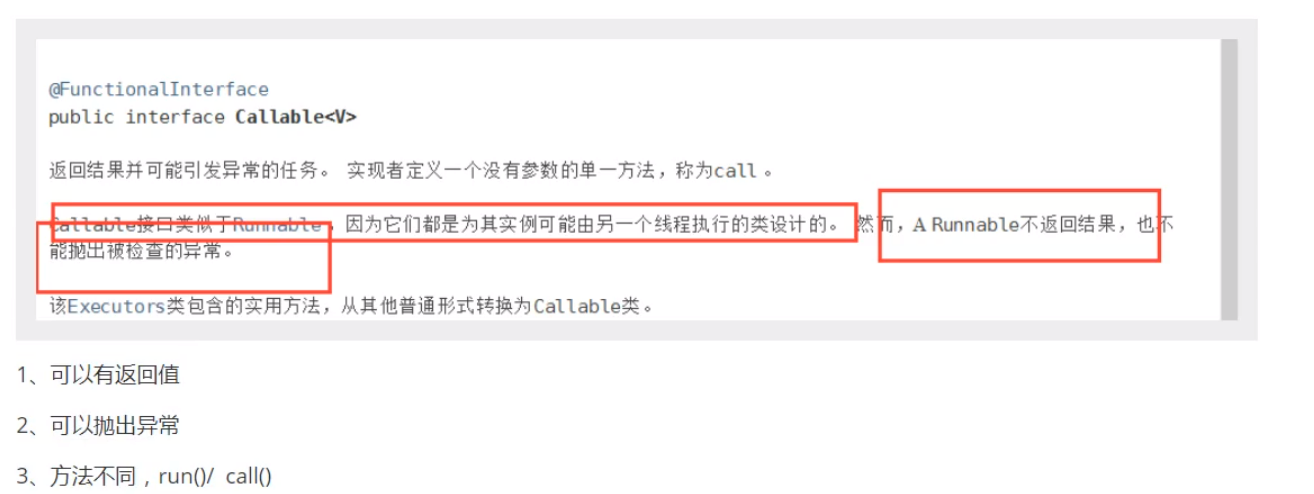 @FunctionalInterface
public interface Callable<V>
返回结果并可能引发异常的任务。 实现者定义一个没有参数的单一方法，称为call 。
Callable接口类似于Runnable ，因为它们都是为其实例可能由另一个线程执行的类设计的。 然而，A Runnable不返回结果，也不
能抛出被检查的异常。
该Executors类包含的实用方法，从其他普通形式转换为Callable类。
1、可以有返回值
2、可以抛出异常
3、方法不同，run()/ call()